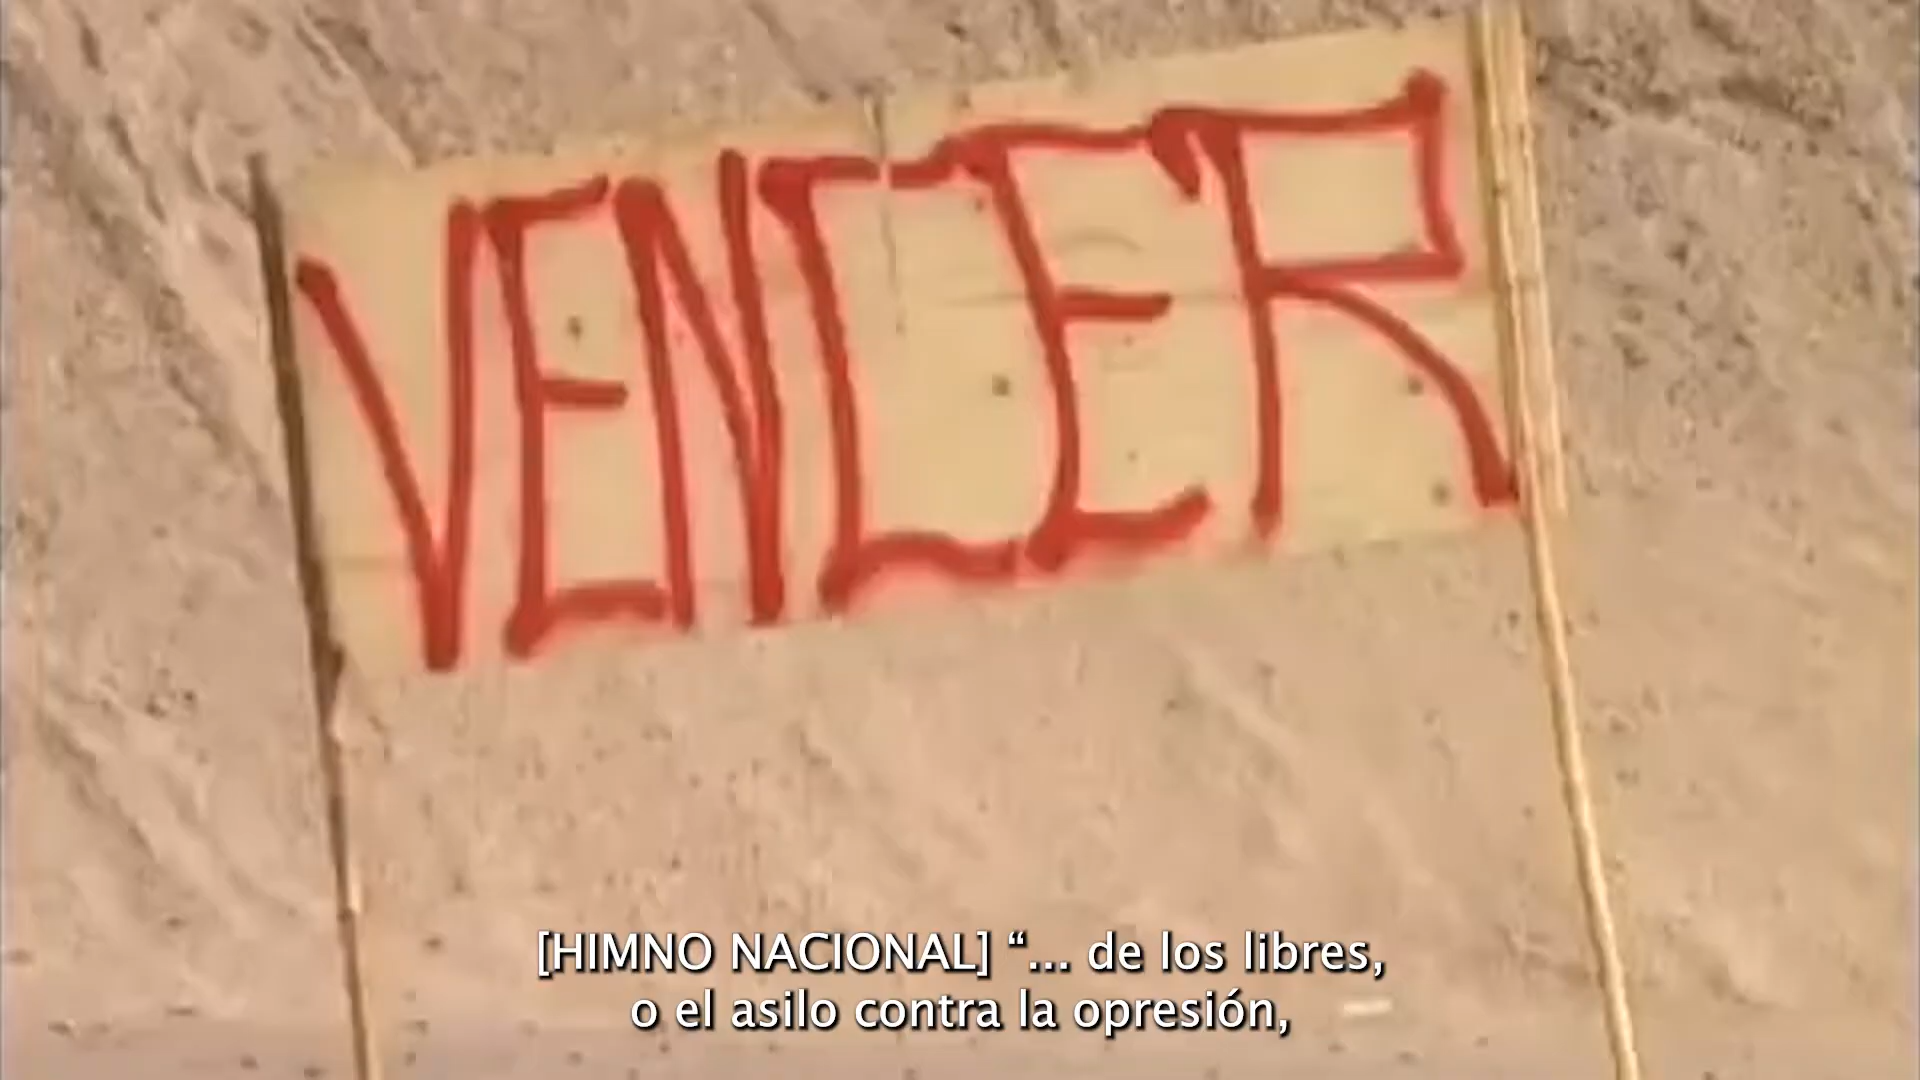 VENCER
[HIMNO NACIONAL] “... de los libres,
o el asilo contra la opresión,